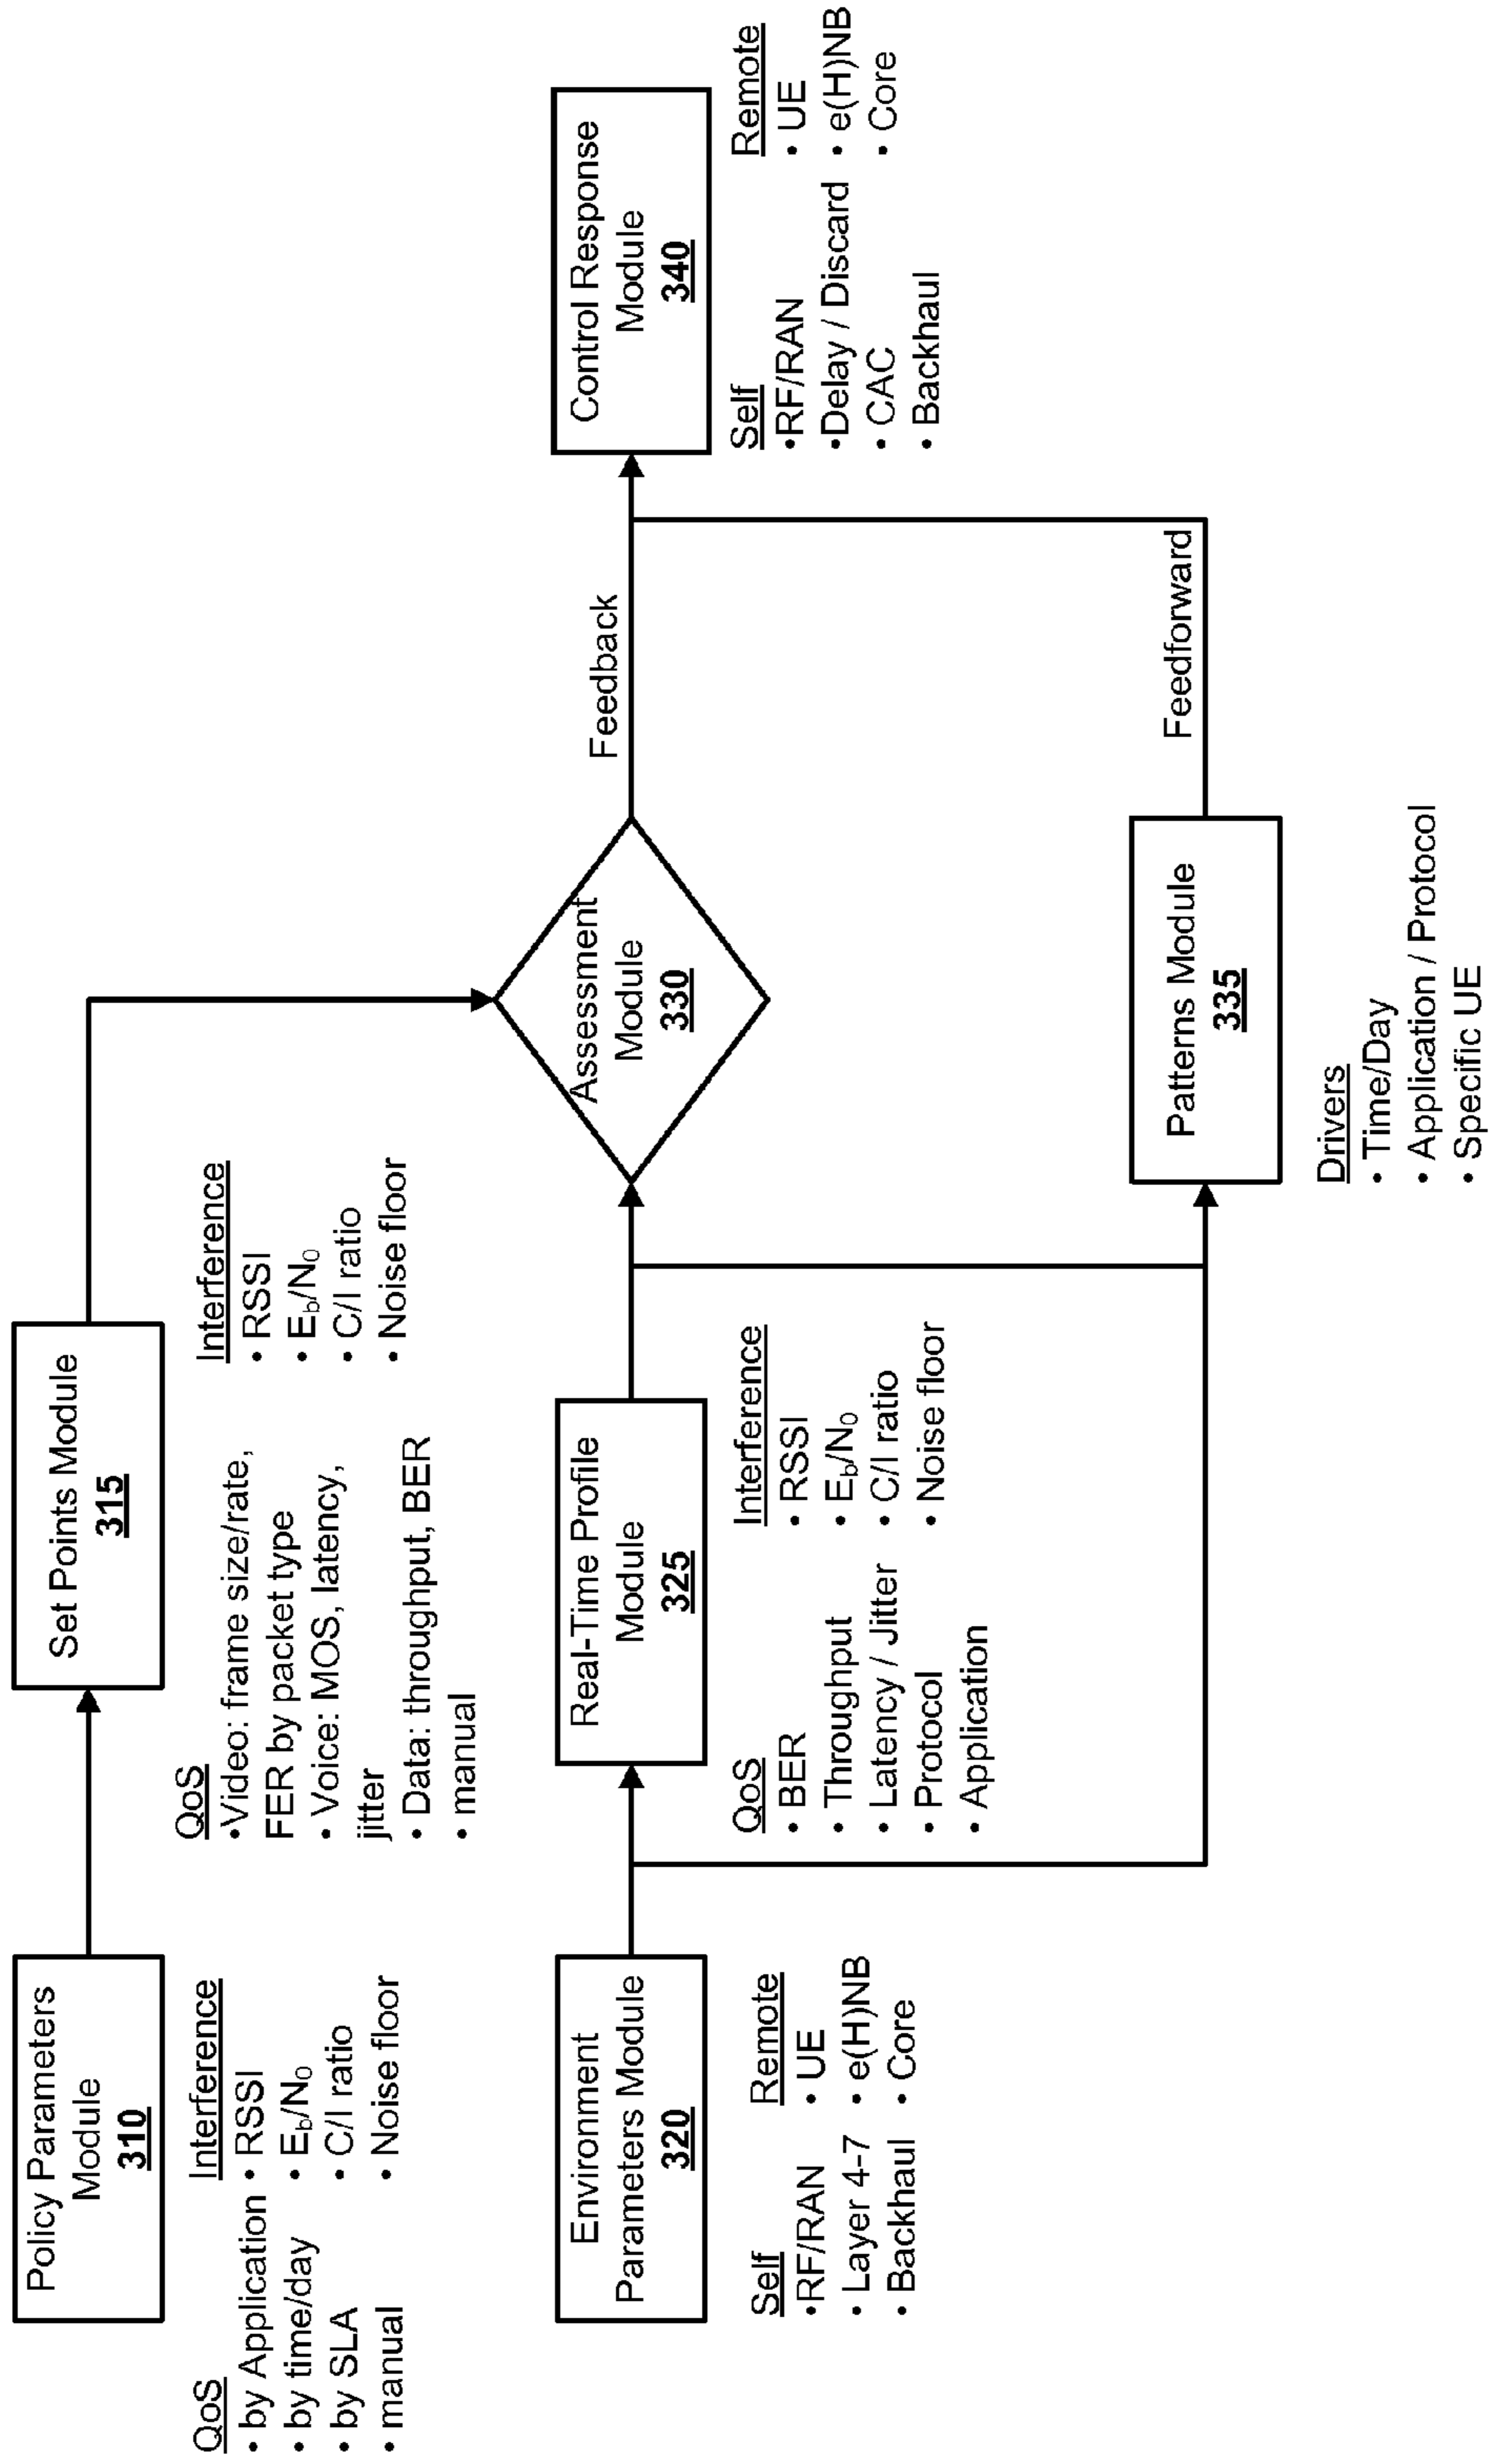 Policy Parameters
Module
310
QoS
• by Application
• by time/day
• by SLA
• manual
Interference
• RSSI
• Eb/N0
• C/I ratio
• Noise floor
Set Points Module
315
QoS
•Video: frame size/rate,
FER by packet type
• Voice: MOS, latency,
jitter
• Data: throughput, BER
• manual
Interference
• RSSI
• Eb/N0
• C/I ratio
• Noise floor
Environment
Parameters Module
320
Self
•RF/RAN
• Layer 4-7
• Backhaul
Remote
• UE
• e(H)NB
• Core
Real-Time Profile
Module
325
QoS
• BER
• Throughput
• Latency / Jitter
• Protocol
• Application
Interference
• RSSI
• Eb/N0
• C/I ratio
• Noise floor
Assessment
Module
330
Feedback
Control Response
Module
340
Self
•RF/RAN
•Delay / Discard
• CAC
• Backhaul
Remote
• UE
• e(H)NB
• Core
Patterns Module
335
Feedforward
Drivers
• Time/Day
• Application / Protocol
• Specific UE